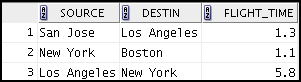 SOURCE DESTIN FLIGHT_TIME
1 San Jose Los Angeles 1.3
2 New York Boston 1.1
3 Los Angeles New York 5.8